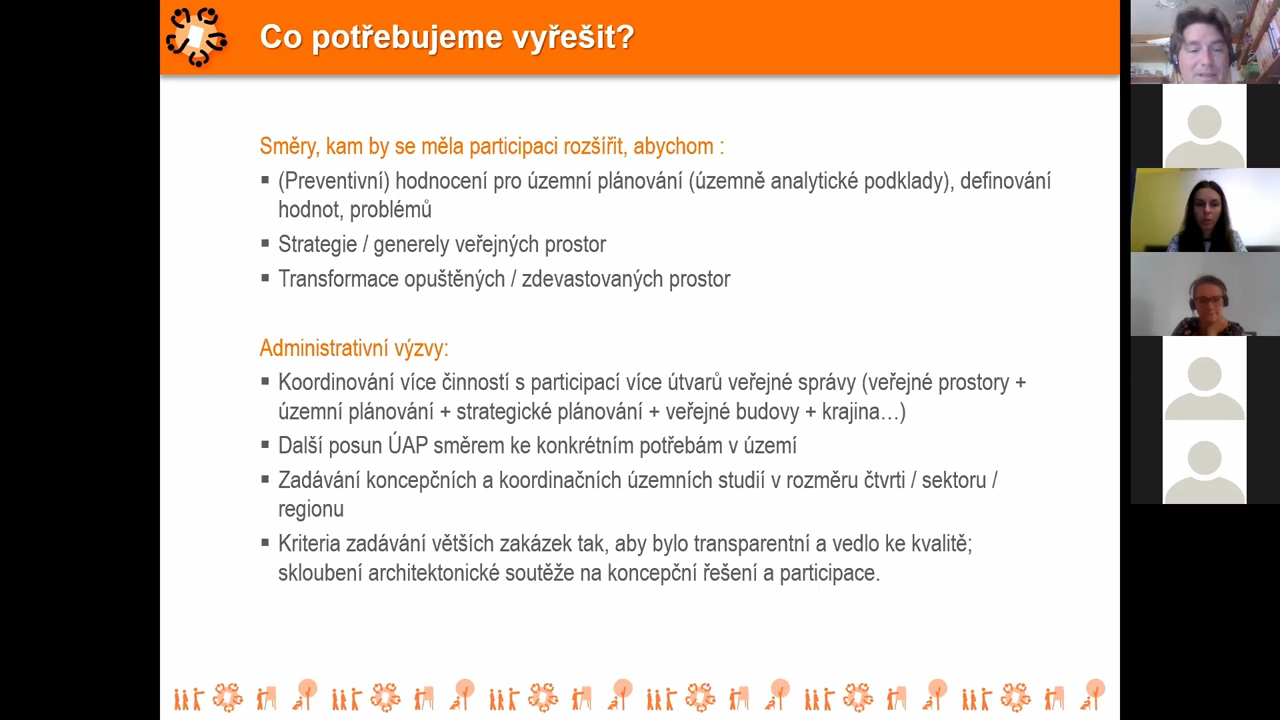 Co potřebujeme vyřešit?
Směry, kam by se měla participaci rozšířit, abychom :
▪ (Preventivní) hodnocení pro územní plánování (územně analytické podklady), definování
hodnot, problémů
▪ Strategie / generely veřejných prostor
▪ Transformace opuštěných / zdevastovaných prostor
Administrativní výzvy:
▪ Koordinování více činností s participací více útvarů veřejné správy (veřejné prostory +
územní plánování + strategické plánování + veřejné budovy + krajina…)
▪ Další posun ÚAP směrem ke konkrétním potřebám v území
▪ Zadávání koncepčních a koordinačních územních studií v rozměru čtvrti / sektoru /
regionu
▪ Kriteria zadávání větších zakázek tak, aby bylo transparentní a vedlo ke kvalitě;
skloubení architektonické soutěže na koncepční řešení a participace.